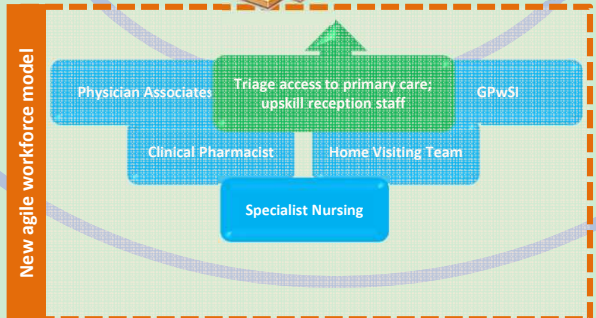 New agile workforce model
Physician Associates
Triage access to primary care;
upskill reception staff
GPwSI
Clinical Pharmacist
Home Visiting Team
Specialist Nursing